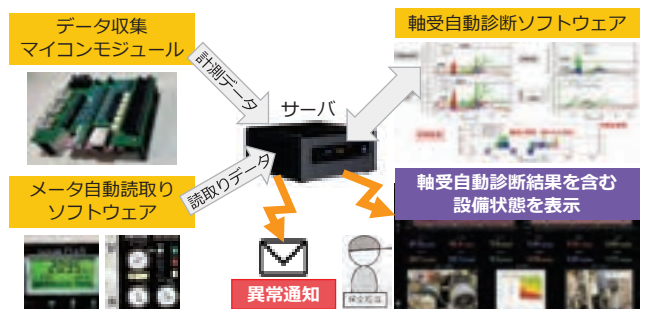 データ収集
マイコンモジュール
計測データ
軸受自動診断ソフトウェア
サーバ
メータ自動読取り
ソフトウェア
読取りデータ
軸受自動診断結果を含む
設備状態を表示
異常通知
保全担当